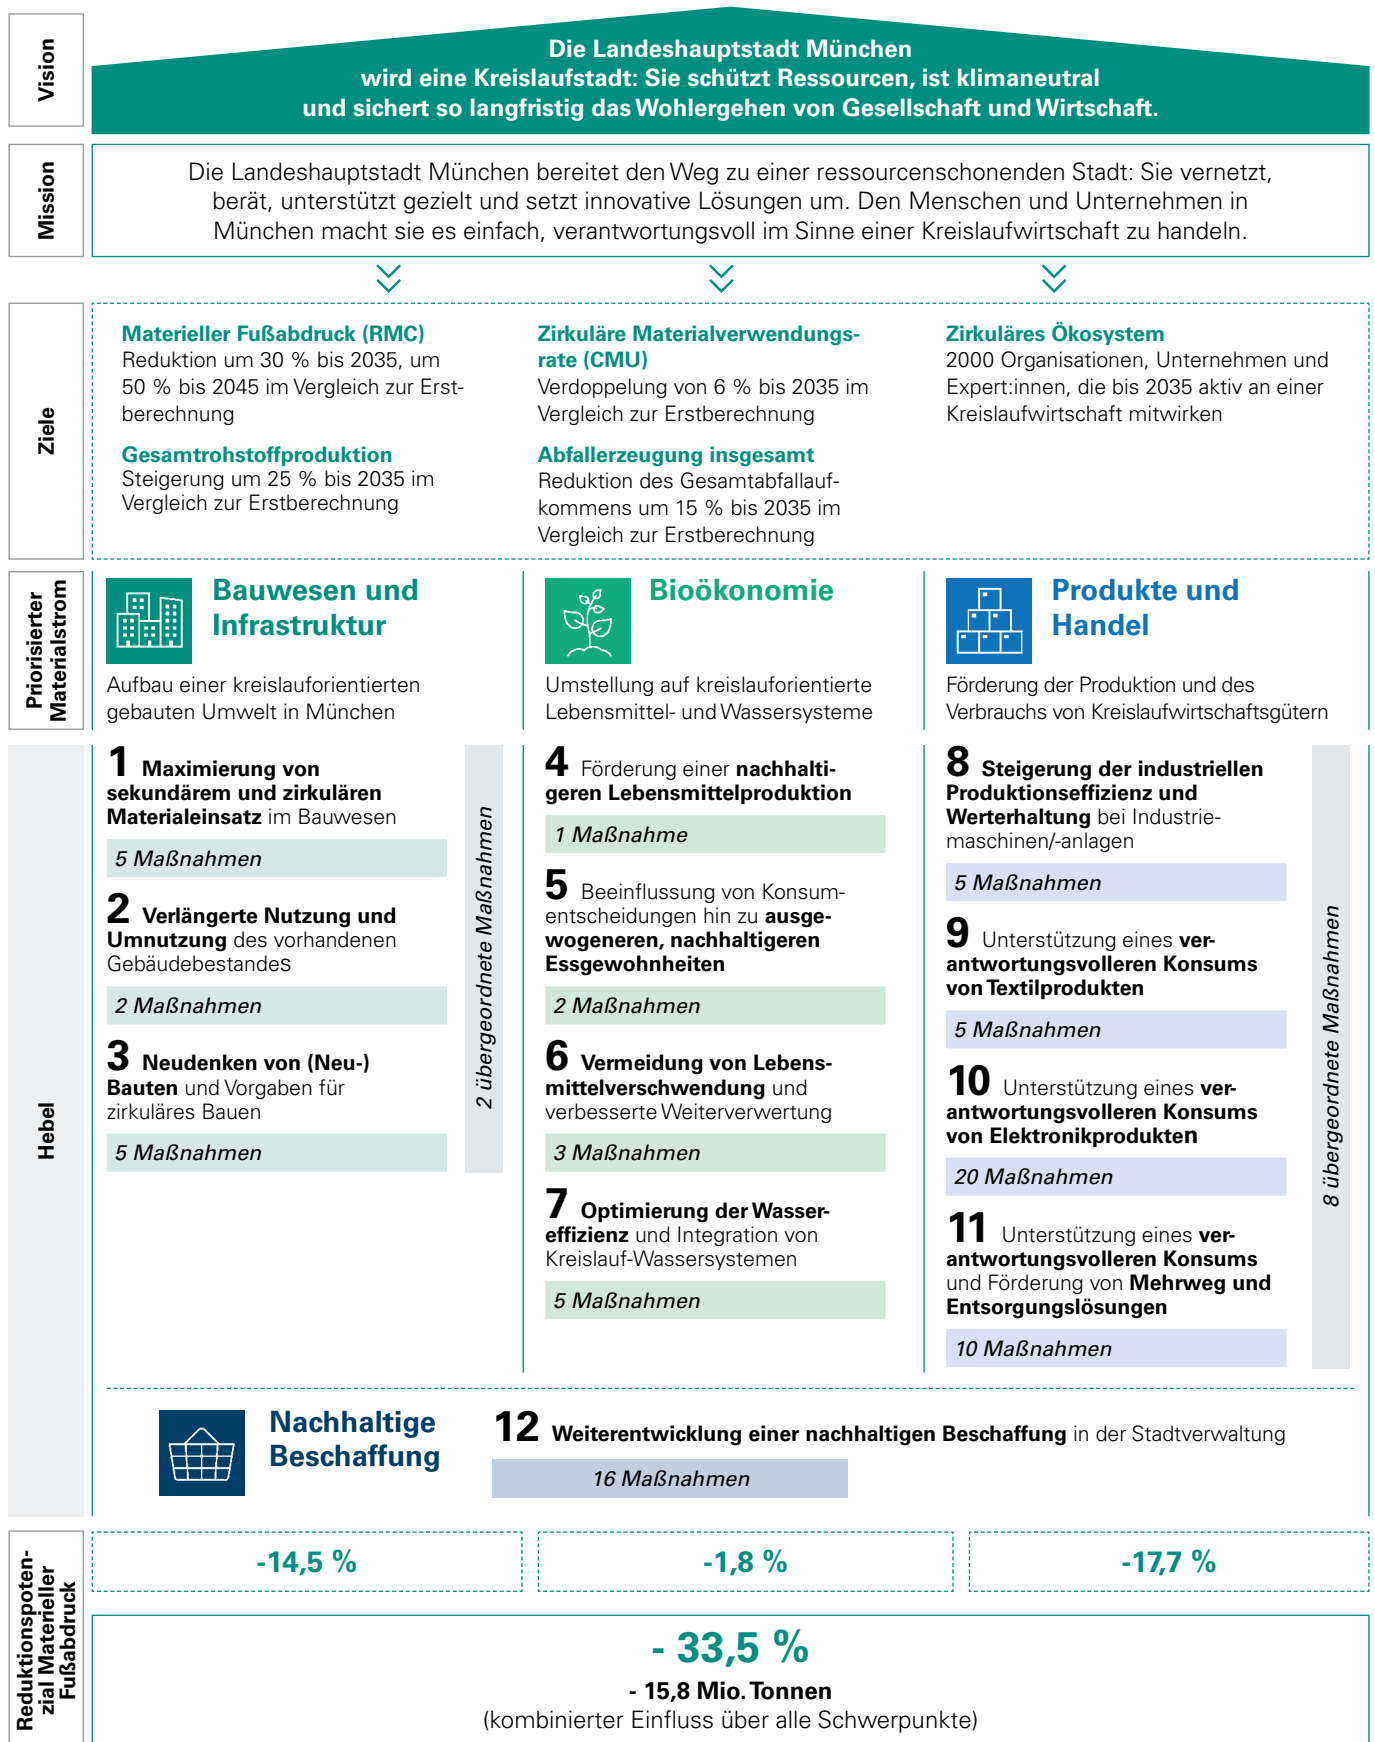 Vision
Die Landeshauptstadt München
wird eine Kreislaufstadt: Sie schützt Ressourcen, ist klimaneutral
und sichert so langfristig das Wohlergehen von Gesellschaft und Wirtschaft.
Mission
Die Landeshauptstadt München bereitet den Weg zu einer ressourcenschonenden Stadt: Sie vernetzt,
berät, unterstützt gezielt und setzt innovative Lösungen um. Den Menschen und Unternehmen in
München macht sie es einfach, verantwortungsvoll im Sinne einer Kreislaufwirtschaft zu handeln.
Ziele
Materieller Fußabdruck (RMC)
Reduktion um 30 % bis 2035, um
50 % bis 2045 im Vergleich zur Erst-
berechnung
Gesamtrohstoffproduktion
Steigerung um 25 % bis 2035 im
Vergleich zur Erstberechnung
Zirkuläre Materialverwendungs-
rate (CMU)
Verdoppelung von 6 % bis 2035 im
Vergleich zur Erstberechnung
Abfallerzeugung insgesamt
Reduktion des Gesamtabfallauf-
kommens um 15 % bis 2035 im
Vergleich zur Erstberechnung
Zirkuläres Ökosystem
2000 Organisationen, Unternehmen und
Expert:innen, die bis 2035 aktiv an einer
Kreislaufwirtschaft mitwirken
Priorisierter
Materialstrom
Bauwesen und
Infrastruktur
Aufbau einer kreislauforientierten
gebauten Umwelt in München
Bioökonomie
Umstellung auf kreislauforientierte
Lebensmittel- und Wassersysteme
Produkte und
Handel
Förderung der Produktion und des
Verbrauchs von Kreislaufwirtschaftsgütern
Hebel
1 Maximierung von
sekundärem und zirkulären
Materialeinsatz im Bauwesen
5 Maßnahmen
2 Verlängerte Nutzung und
Umnutzung des vorhandenen
Gebäudebestandes
2 Maßnahmen
3 Neudenken von (Neu-)
Bauten und Vorgaben für
zirkuläres Bauen
5 Maßnahmen
2 übergeordnete Maßnahmen
4 Förderung einer nachhalti-
geren Lebensmittelproduktion
1 Maßnahme
5 Beeinflussung von Konsum-
entscheidungen hin zu ausge-
wogeneren, nachhaltigeren
Essgewohnheiten
2 Maßnahmen
6 Vermeidung von Lebens-
mittelverschwendung und
verbesserte Weiterverwertung
3 Maßnahmen
7 Optimierung der Wasser-
effizienz und Integration von
Kreislauf-Wassersystemen
5 Maßnahmen
8 Steigerung der industriellen
Produktionseffizienz und
Werterhaltung bei Industrie-
maschinen/-anlagen
5 Maßnahmen
9 Unterstützung eines ver-
antwortungsvolleren Konsums
von Textilprodukten
5 Maßnahmen
10 Unterstützung eines ver-
antwortungsvolleren Konsums
von Elektronikprodukten
20 Maßnahmen
11 Unterstützung eines ver-
antwortungsvolleren Konsums
und Förderung von Mehrweg und
Entsorgungslösungen
10 Maßnahmen
8 übergeordnete Maßnahmen
Nachhaltige
Beschaffung
12 Weiterentwicklung einer nachhaltigen Beschaffung in der Stadtverwaltung
16 Maßnahmen
Reduktionspoten-
zial Materieller
Fußabdruck
-14,5 %
-1,8 %
-17,7 %
- 33,5 %
- 15,8 Mio. Tonnen
(kombinierter Einfluss über alle Schwerpunkte)